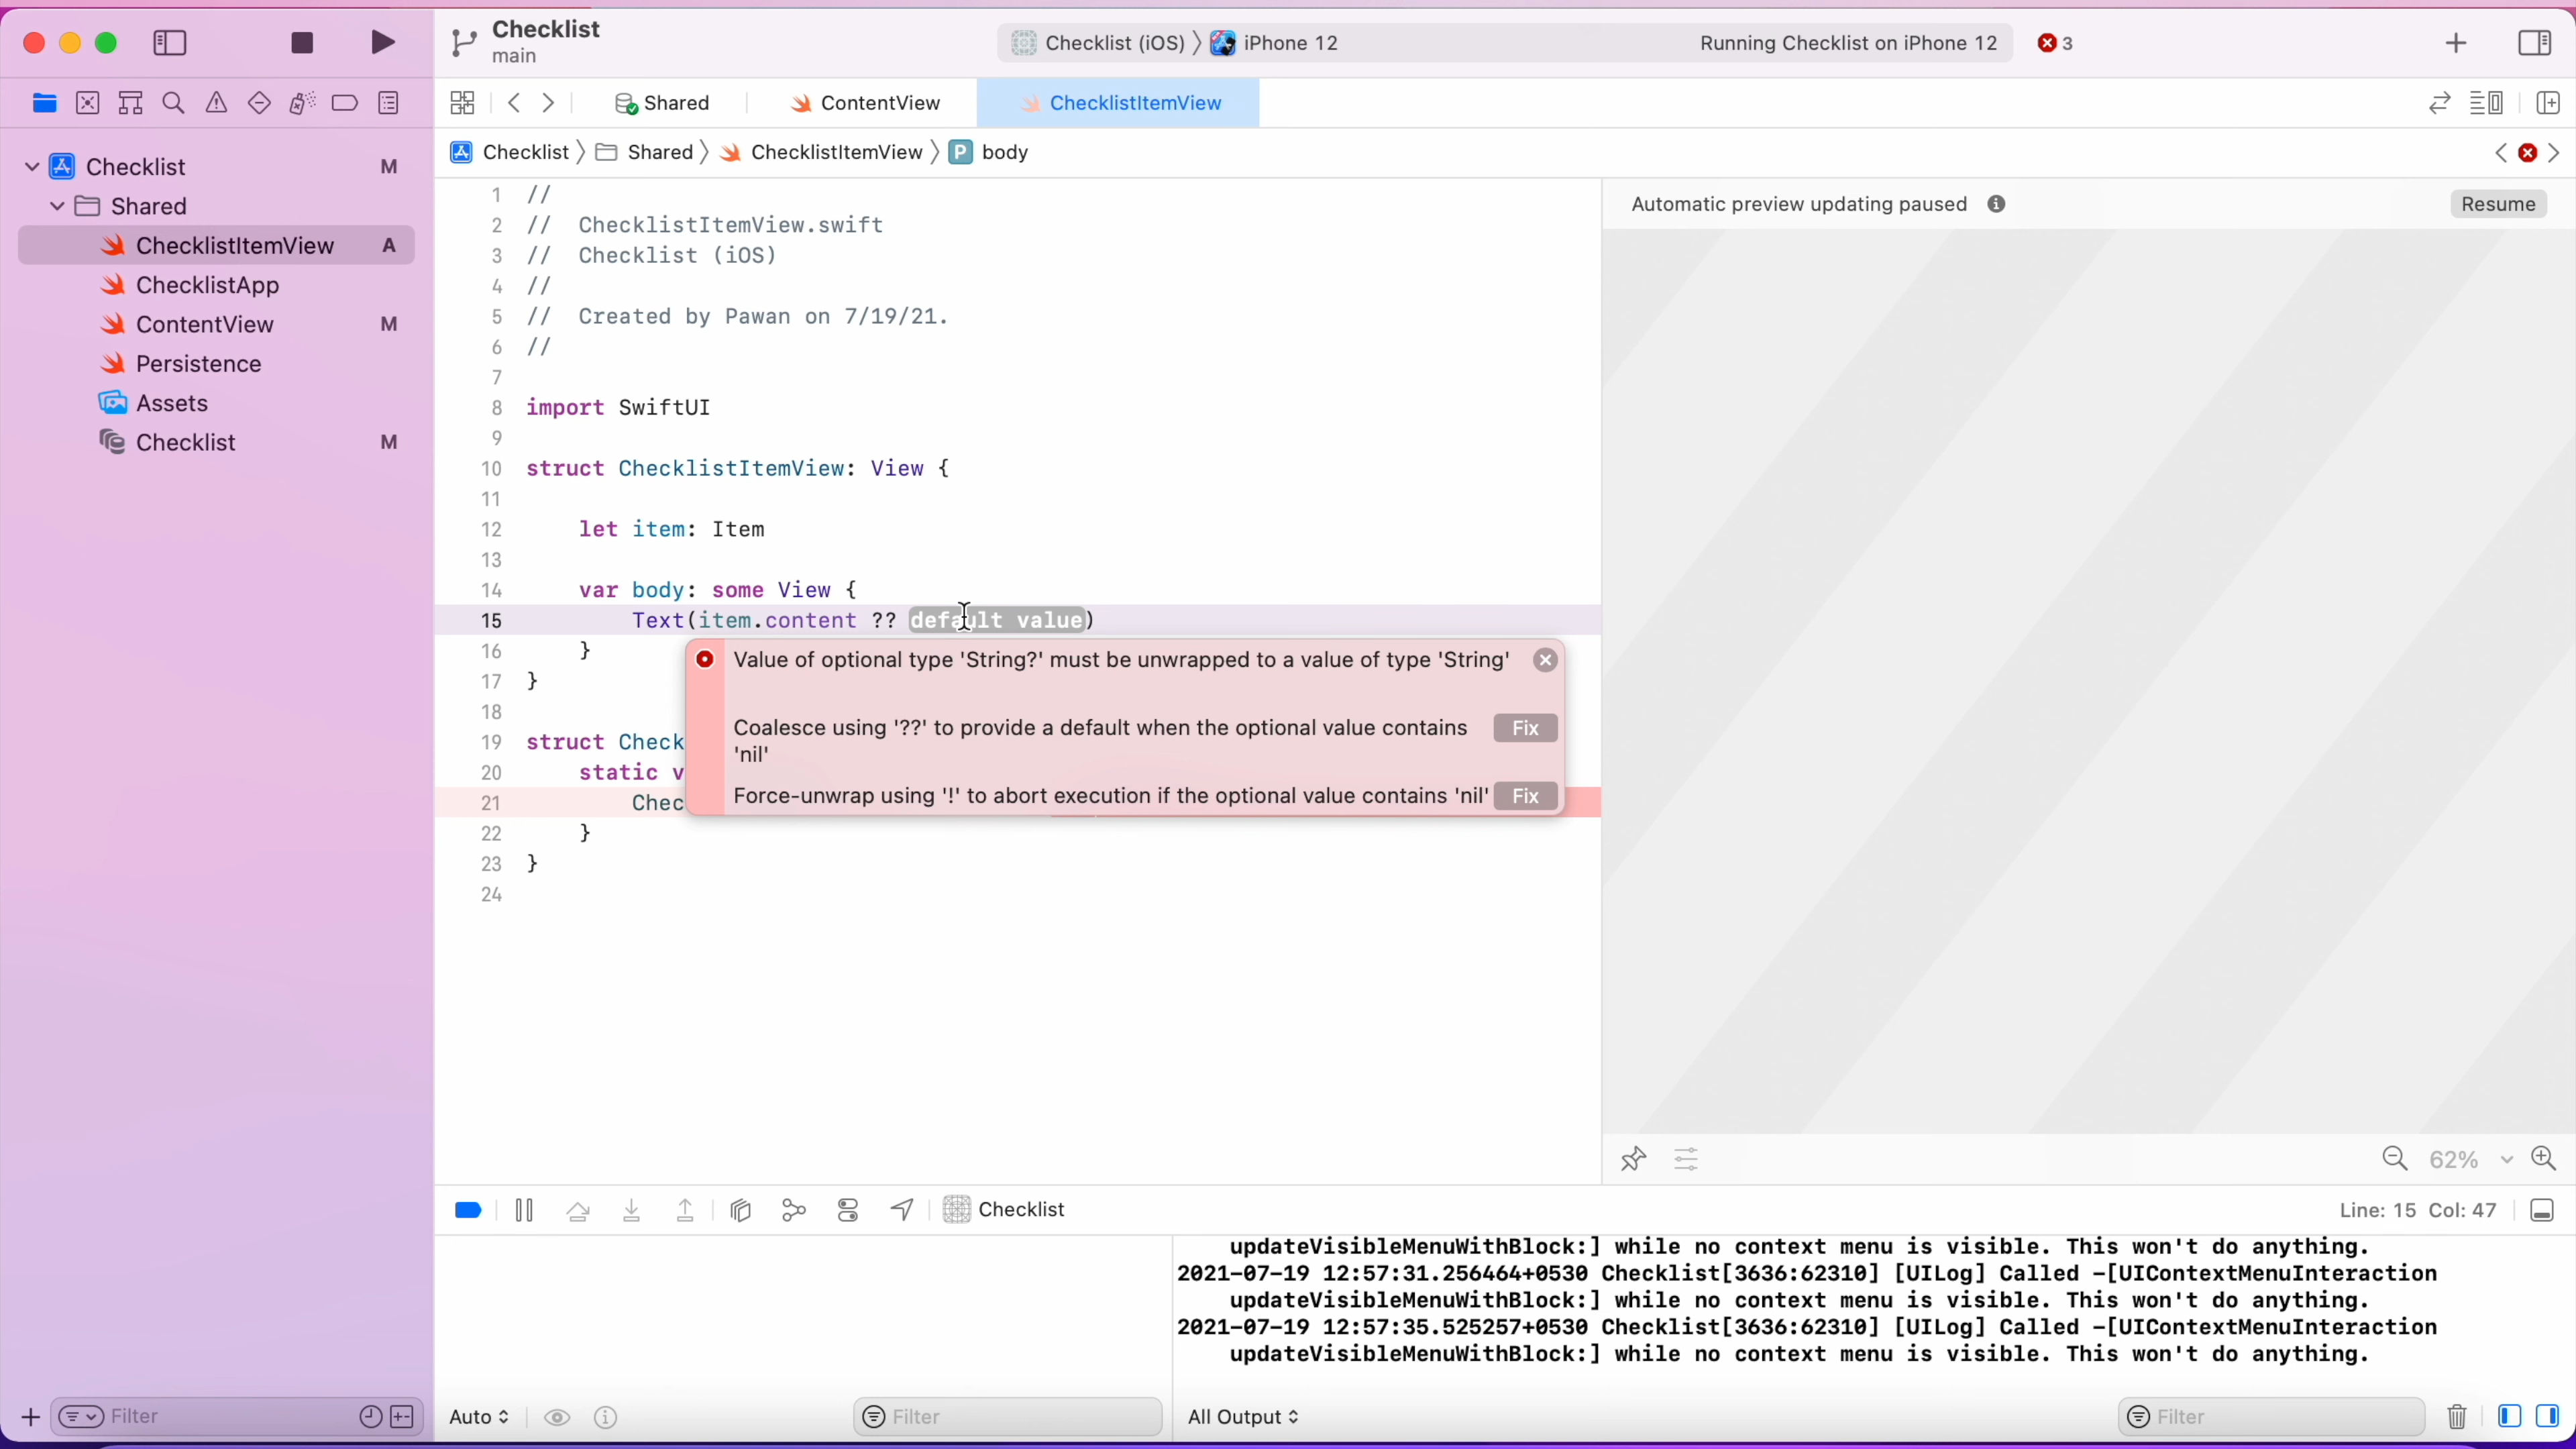 Checklist
main
Checklist (iOS) 〉 iPhone 12
Running Checklist on iPhone 12
3
Shared
ContentView
ChecklistItemView
Checklist 〉 Shared 〉 ChecklistItemView 〉 P body
Checklist M
Shared
ChecklistItemView A
ChecklistApp
ContentView M
Persistence
Assets
Checklist M
Filter
1 //
2 //  ChecklistItemView.swift
3 //  Checklist (iOS)
4 //
5 //  Created by Pawan on 7/19/21.
6 //
7
8 import SwiftUI
9
10 struct ChecklistItemView: View {
11
12     let item: Item
13
14     var body: some View {
15         Text(item.content ?? default value)
16     }
17 }
18
19 struct Check
20     static v
21         Chec
22     }
23 }
24
Value of optional type 'String?' must be unwrapped to a value of type 'String'
Coalesce using '??' to provide a default when the optional value contains Fix
'nil'
Force-unwrap using '!' to abort execution if the optional value contains 'nil' Fix
Automatic preview updating paused
Resume
62%
Checklist
Line: 15 Col: 47
updateVisibleMenuWithBlock:] while no context menu is visible. This won't do anything.
2021-07-19 12:57:31.256464+0530 Checklist[3636:62310] [UILog] Called -[UIContextMenuInteraction
updateVisibleMenuWithBlock:] while no context menu is visible. This won't do anything.
2021-07-19 12:57:35.525257+0530 Checklist[3636:62310] [UILog] Called -[UIContextMenuInteraction
updateVisibleMenuWithBlock:] while no context menu is visible. This won't do anything.
Auto
Filter
All Output
Filter